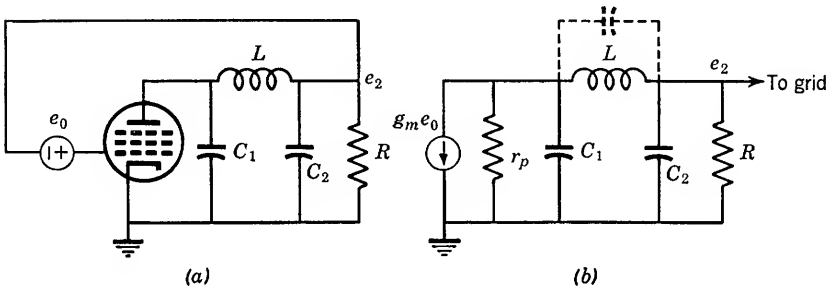 L
e₂
e₀
C₁
C₂
R
(a)
L
e₂
To grid
gₘe₀
rₚ
C₁
C₂
R
(b)